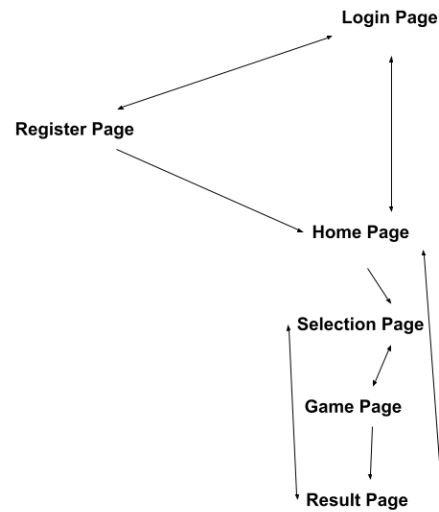 Login Page
Register Page
Home Page
Selection Page
Game Page
Result Page